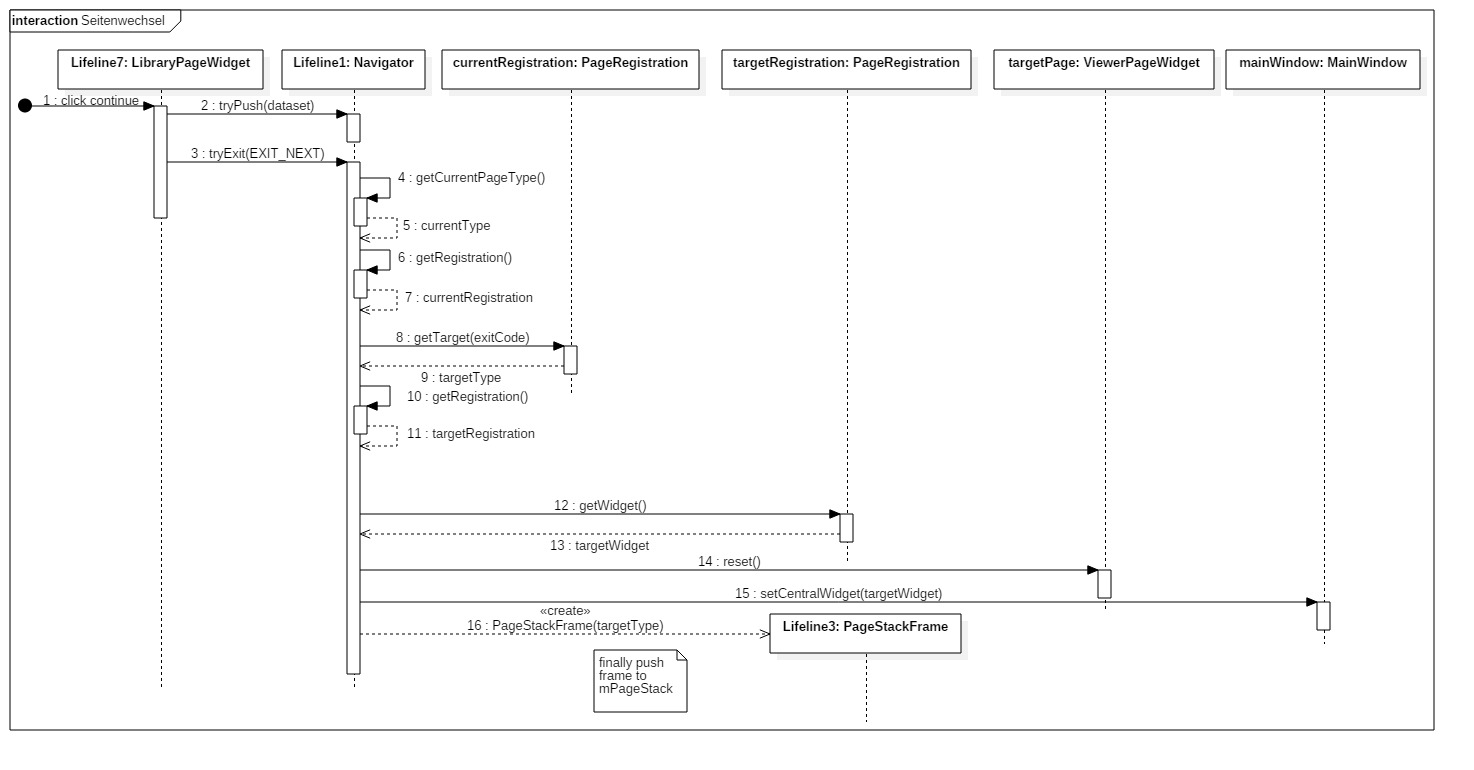 interaction Seitenwechsel
Lifeline7: LibraryPageWidget
Lifeline1: Navigator
currentRegistration: PageRegistration
targetRegistration: PageRegistration
targetPage: ViewerPageWidget
mainWindow: MainWindow
1 : click continue
2 : tryPush(dataset)
3 : tryExit(EXIT_NEXT)
4 : getCurrentPageType()
5 : currentType
6 : getRegistration()
7 : currentRegistration
8 : getTarget(exitCode)
9 : targetType
10 : getRegistration()
11 : targetRegistration
12 : getWidget()
13 : targetWidget
14 : reset()
15 : setCentralWidget(targetWidget)
«create»
16 : PageStackFrame(targetType)
Lifeline3: PageStackFrame
finally push
frame to
mPageStack